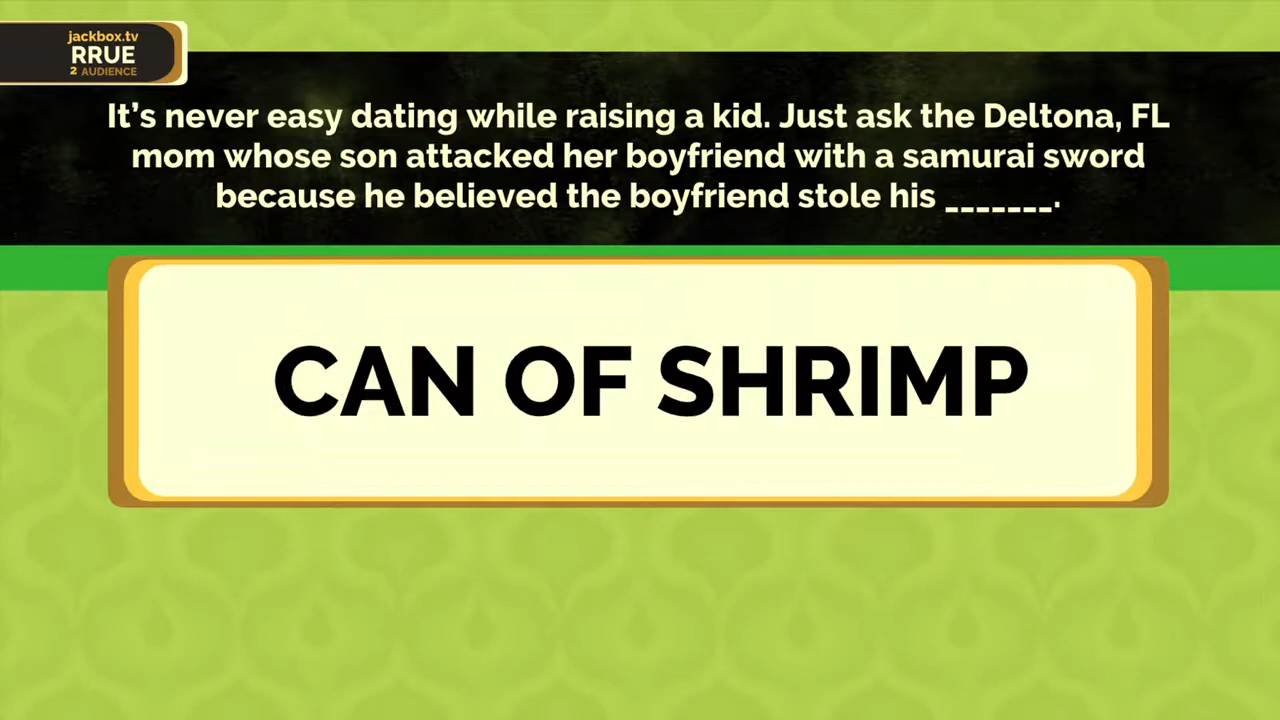 jackbox.tv
RRUE
2 AUDIENCE
It's never easy dating while raising a kid. Just ask the Deltona, FL
mom whose son attacked her boyfriend with a samurai sword
because he believed the boyfriend stole his _______.
CAN OF SHRIMP